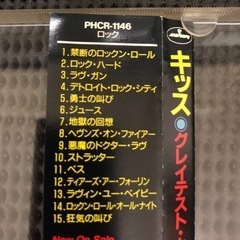 PHCR-1146
ロック
1. 禁断のロックン・ロール
2. ロック・ハード
3. ラヴ・ガン
4. デトロイト・ロック・シティ
5. 勇士の叫び
6. ジュース
7. 地獄の回想
8. ヘヴンズ・オン・ファイアー
9. 悪魔のドクター・ラヴ
10. ストラッター
11. ベス
12. ティアーズ・アー・フォーリン
13. ラヴィン・ユー・ベイビー
14. ロックン・ロール・オール・ナイト
15. 狂気の叫び
Now On Sale
キッス●グレイテスト・